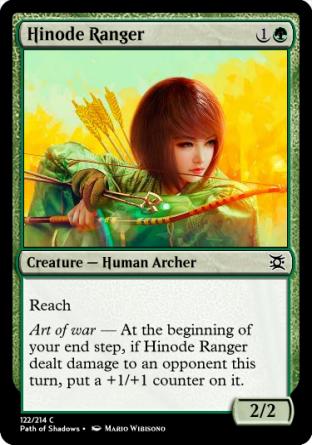 Hinode Ranger 1
Creature — Human Archer
Reach
Art of war — At the beginning of
your end step, if Hinode Ranger
dealt damage to an opponent this
turn, put a +1/+1 counter on it.
2/2
122/214 C
Path of Shadows • Mario Wibisono